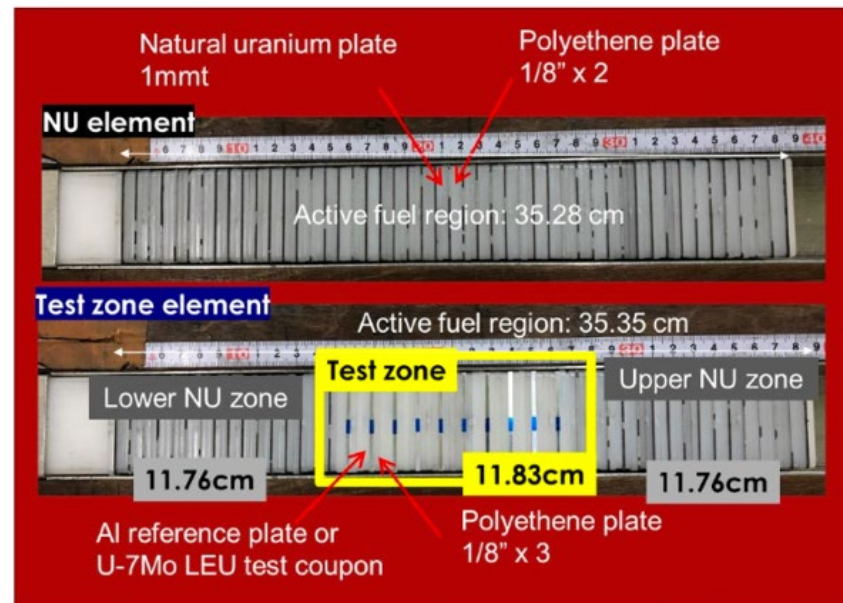 Natural uranium plate
1mmt
Polyethene plate
1/8" x 2
NU element
Active fuel region: 35.28 cm
Test zone element
Active fuel region: 35.35 cm
Test zone
Lower NU zone
Upper NU zone
11.76cm
11.83cm
11.76cm
Al reference plate or
U-7Mo LEU test coupon
Polyethene plate
1/8" x 3